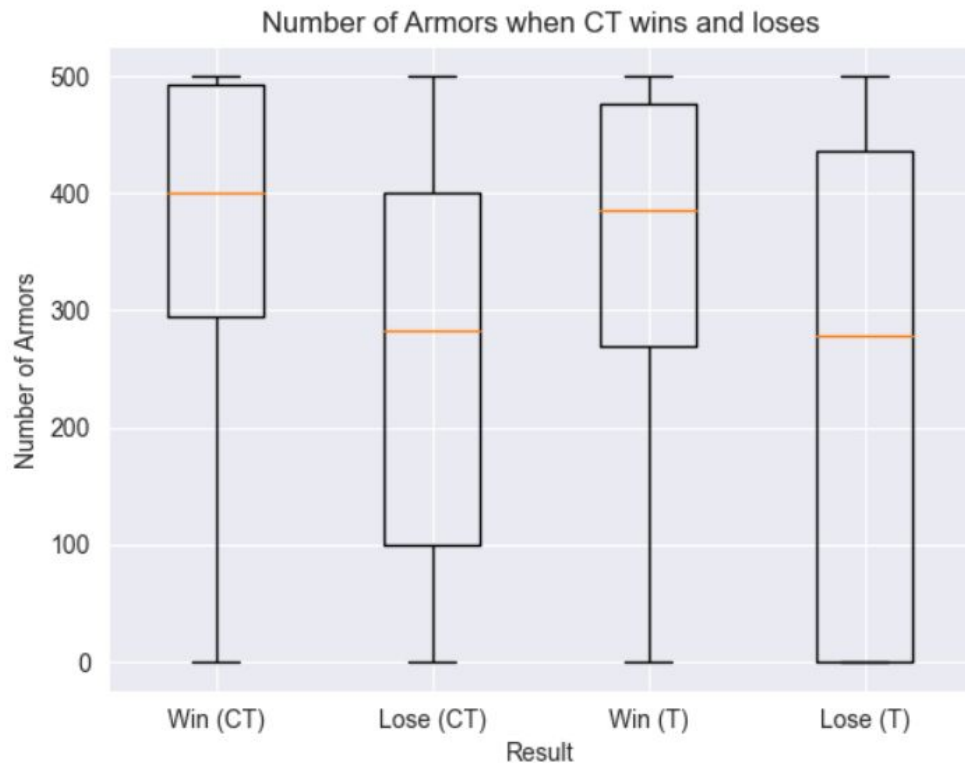 Number of Armors when CT wins and loses
Number of Armors
500
400
300
200
100
0
Win (CT) Lose (CT) Win (T) Lose (T)
Result